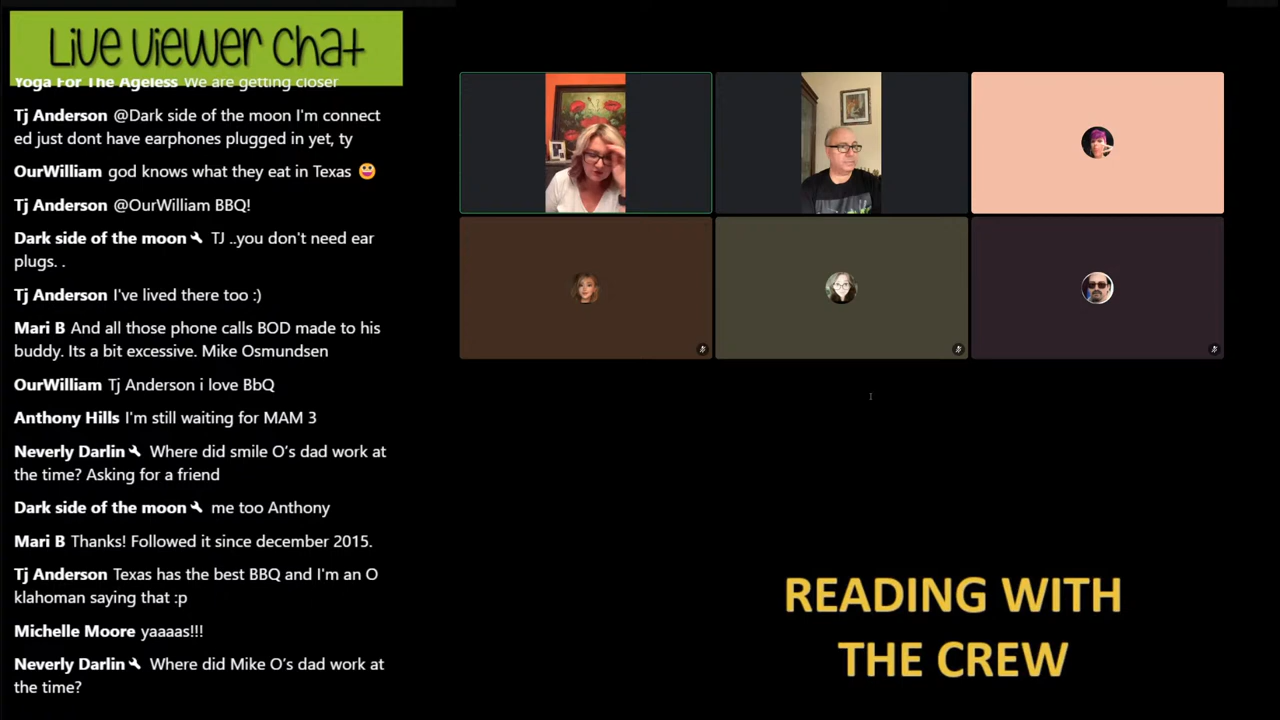 Live Viewer Chat
Yoga For The Ageless We are getting closer
Tj Anderson @Dark side of the moon I'm connect
ed just dont have earphones plugged in yet, ty
OurWilliam god knows what they eat in Texas 😀
Tj Anderson @OurWilliam BBQ!
Dark side of the moon TJ ..you don't need ear
plugs. .
Tj Anderson I've lived there too :)
Mari B And all those phone calls BOD made to his
buddy. Its a bit excessive. Mike Osmundsen
OurWilliam Tj Anderson i love BbQ
Anthony Hills I'm still waiting for MAM 3
Neverly Darlin Where did smile O’s dad work at
the time? Asking for a friend
Dark side of the moon me too Anthony
Mari B Thanks! Followed it since december 2015.
Tj Anderson Texas has the best BBQ and I'm an O
klahoman saying that :p
Michelle Moore yaaaas!!!
Neverly Darlin Where did Mike O’s dad work at
the time?
READING WITH
THE CREW